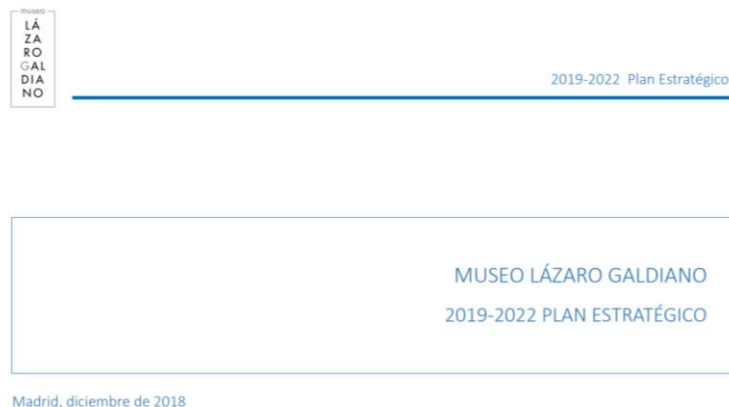 museo
LÁ
ZA
RO
GAL
DIA
NO
2019-2022 Plan Estratégico
MUSEO LÁZARO GALDIANO
2019-2022 PLAN ESTRATÉGICO
Madrid, diciembre de 2018